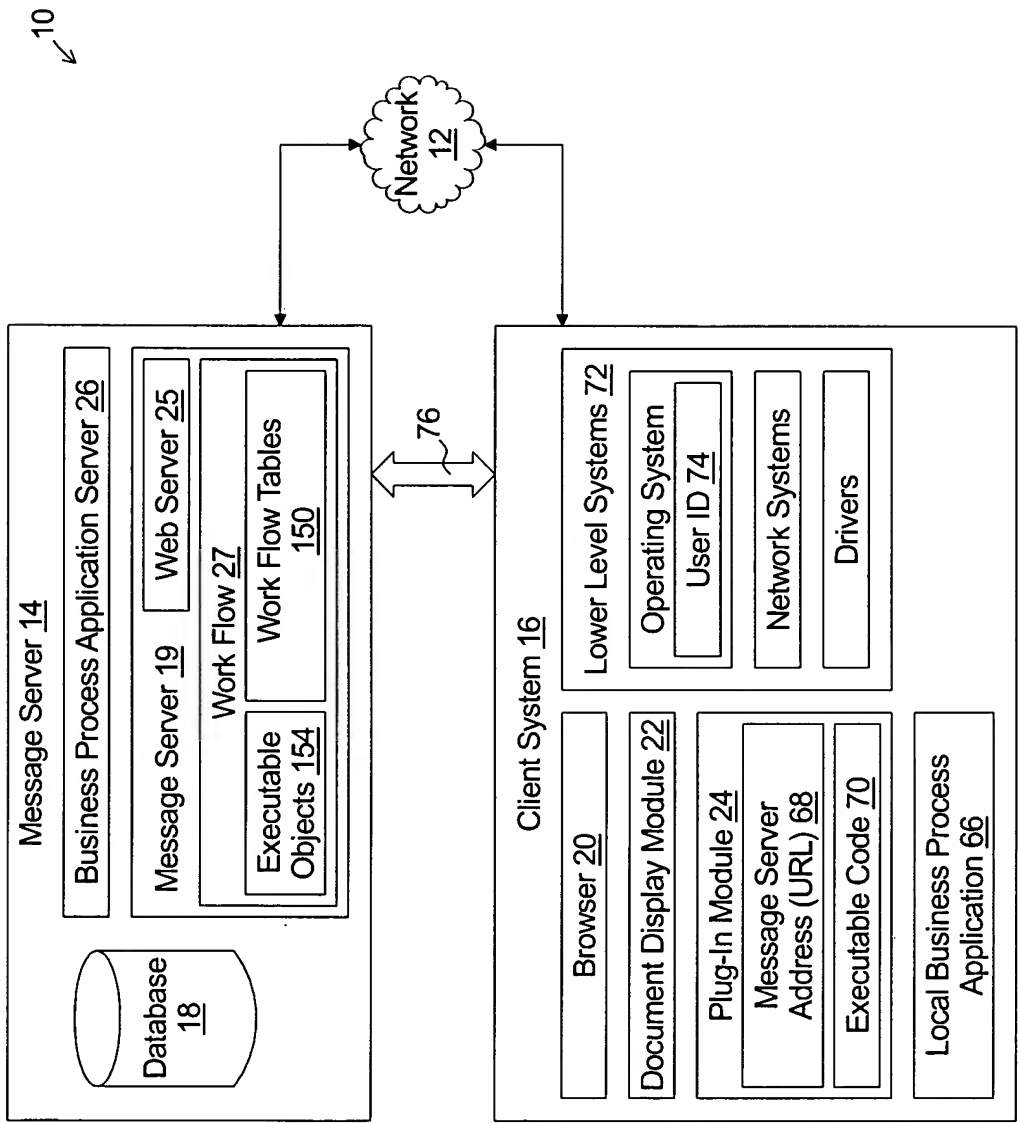 10
Message Server 14
Database
18
Business Process Application Server 26
Message Server 19
Web Server 25
Work Flow 27
Executable
Objects 154
Work Flow Tables
150
Network
12
76
Client System 16
Browser 20
Document Display Module 22
Plug-In Module 24
Message Server
Address (URL) 68
Executable Code 70
Local Business Process
Application 66
Lower Level Systems 72
Operating System
User ID 74
Network Systems
Drivers